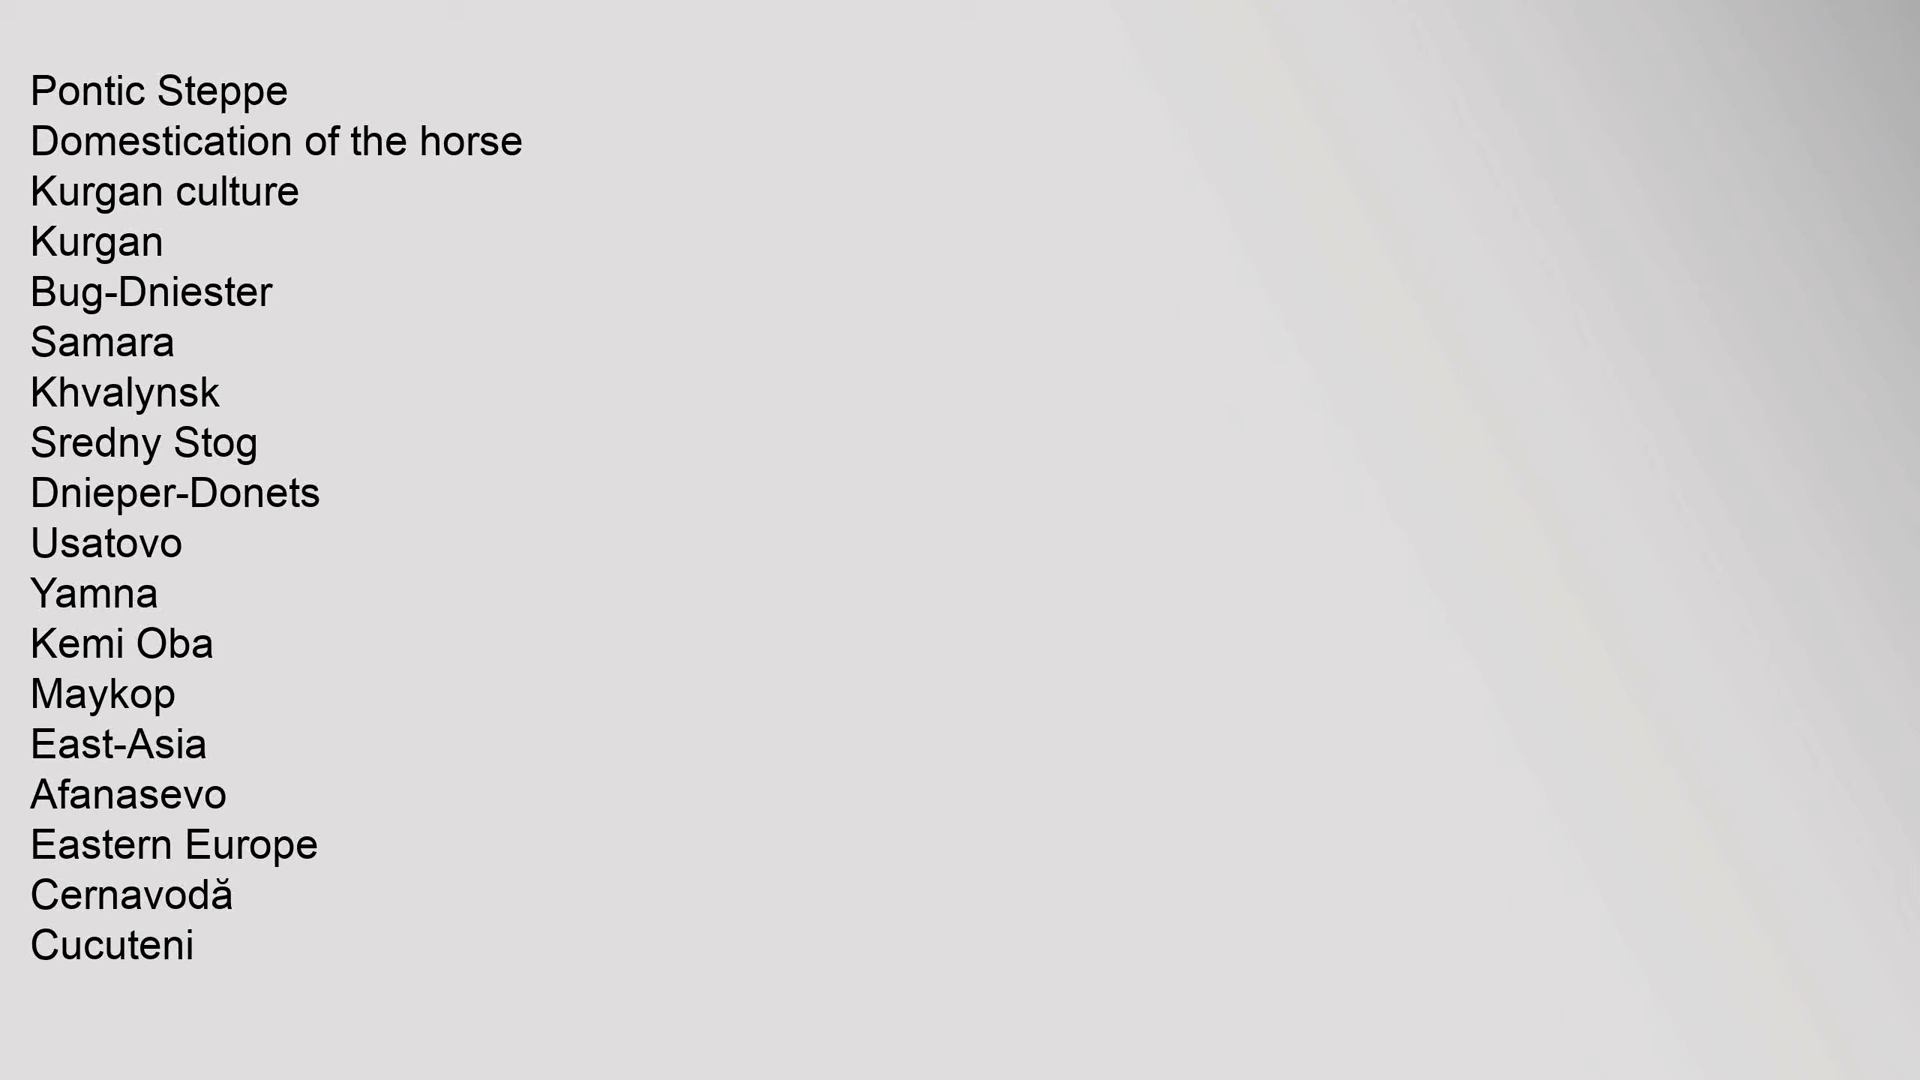 Pontic Steppe
Domestication of the horse
Kurgan culture
Kurgan
Bug-Dniester
Samara
Khvalynsk
Sredny Stog
Dnieper-Donets
Usatovo
Yamna
Kemi Oba
Maykop
East-Asia
Afanasevo
Eastern Europe
Cernavodă
Cucuteni